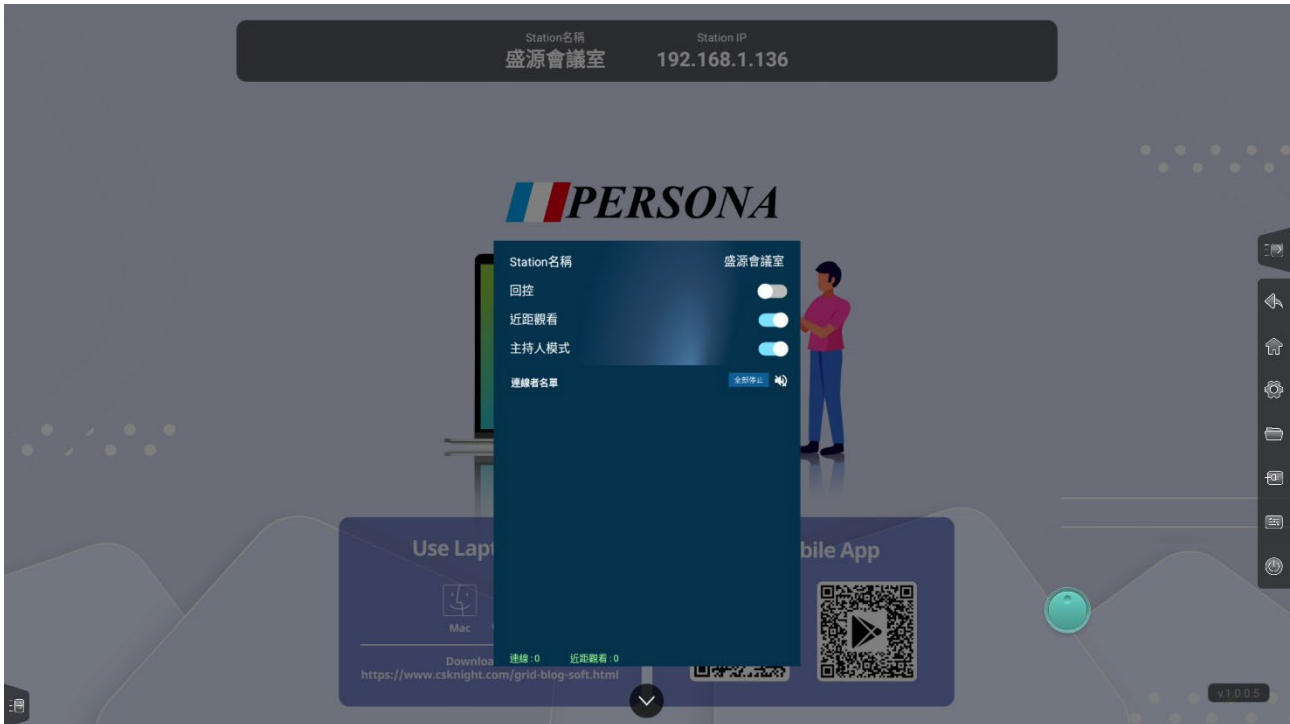 Station名稱
盛源會議室
Station IP
192.168.1.136
PERSONA
Station名稱 盛源會議室
回控
近距觀看
主持人模式
連線者名單 全部停止
連線:0 近距觀看:0
Use Lapt
bile App
Mac
Downloa
https://www.csknight.com/grid-blog-soft.html
v.1.0.0.5